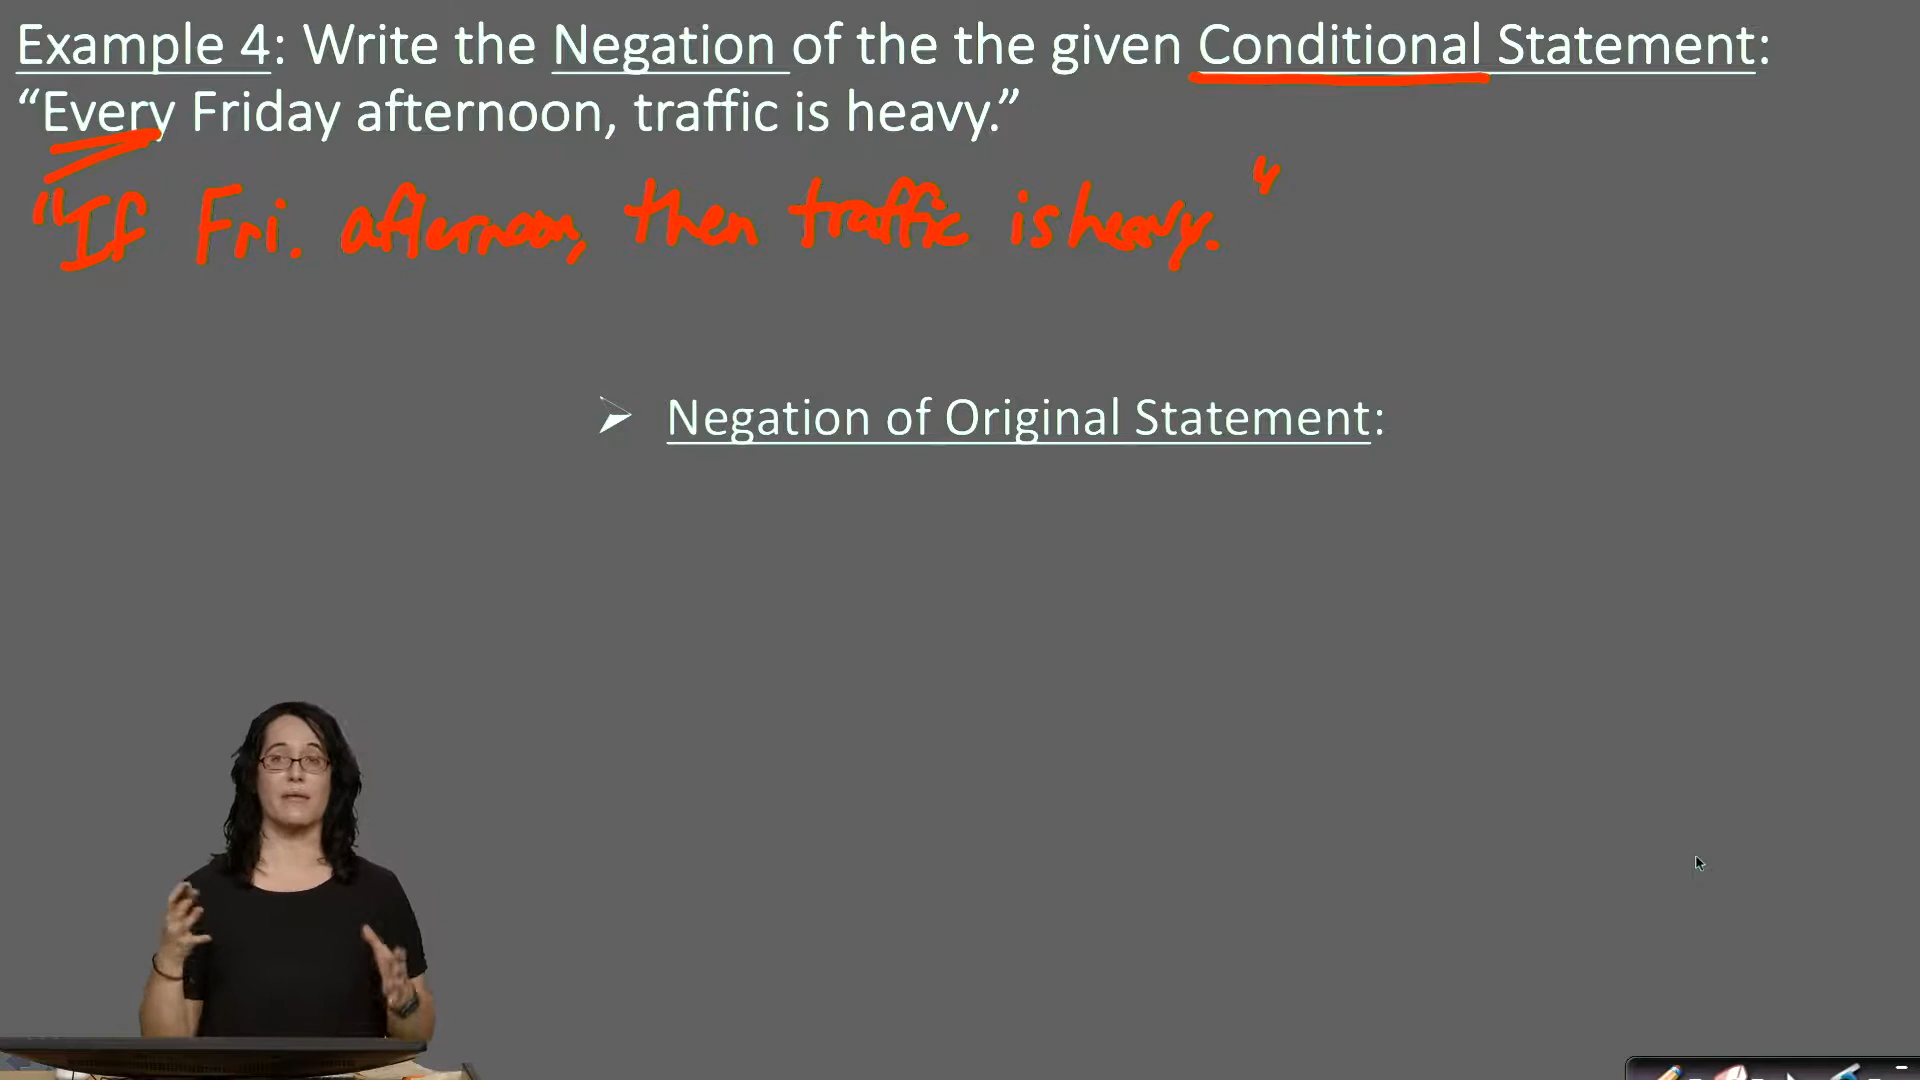 Example 4: Write the Negation of the the given Conditional Statement:
“Every Friday afternoon, traffic is heavy.”
"If Fri. afternoon, then traffic is heavy."
➢ Negation of Original Statement: